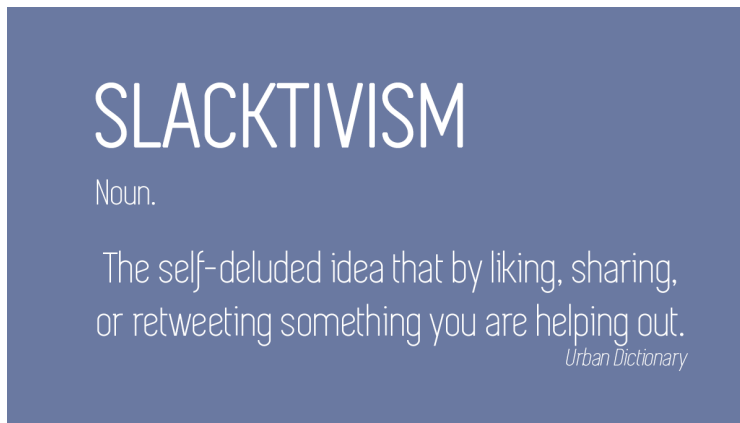 SLACKTIVISM
Noun.
The self-deluded idea that by liking, sharing,
or retweeting something you are helping out.
Urban Dictionary